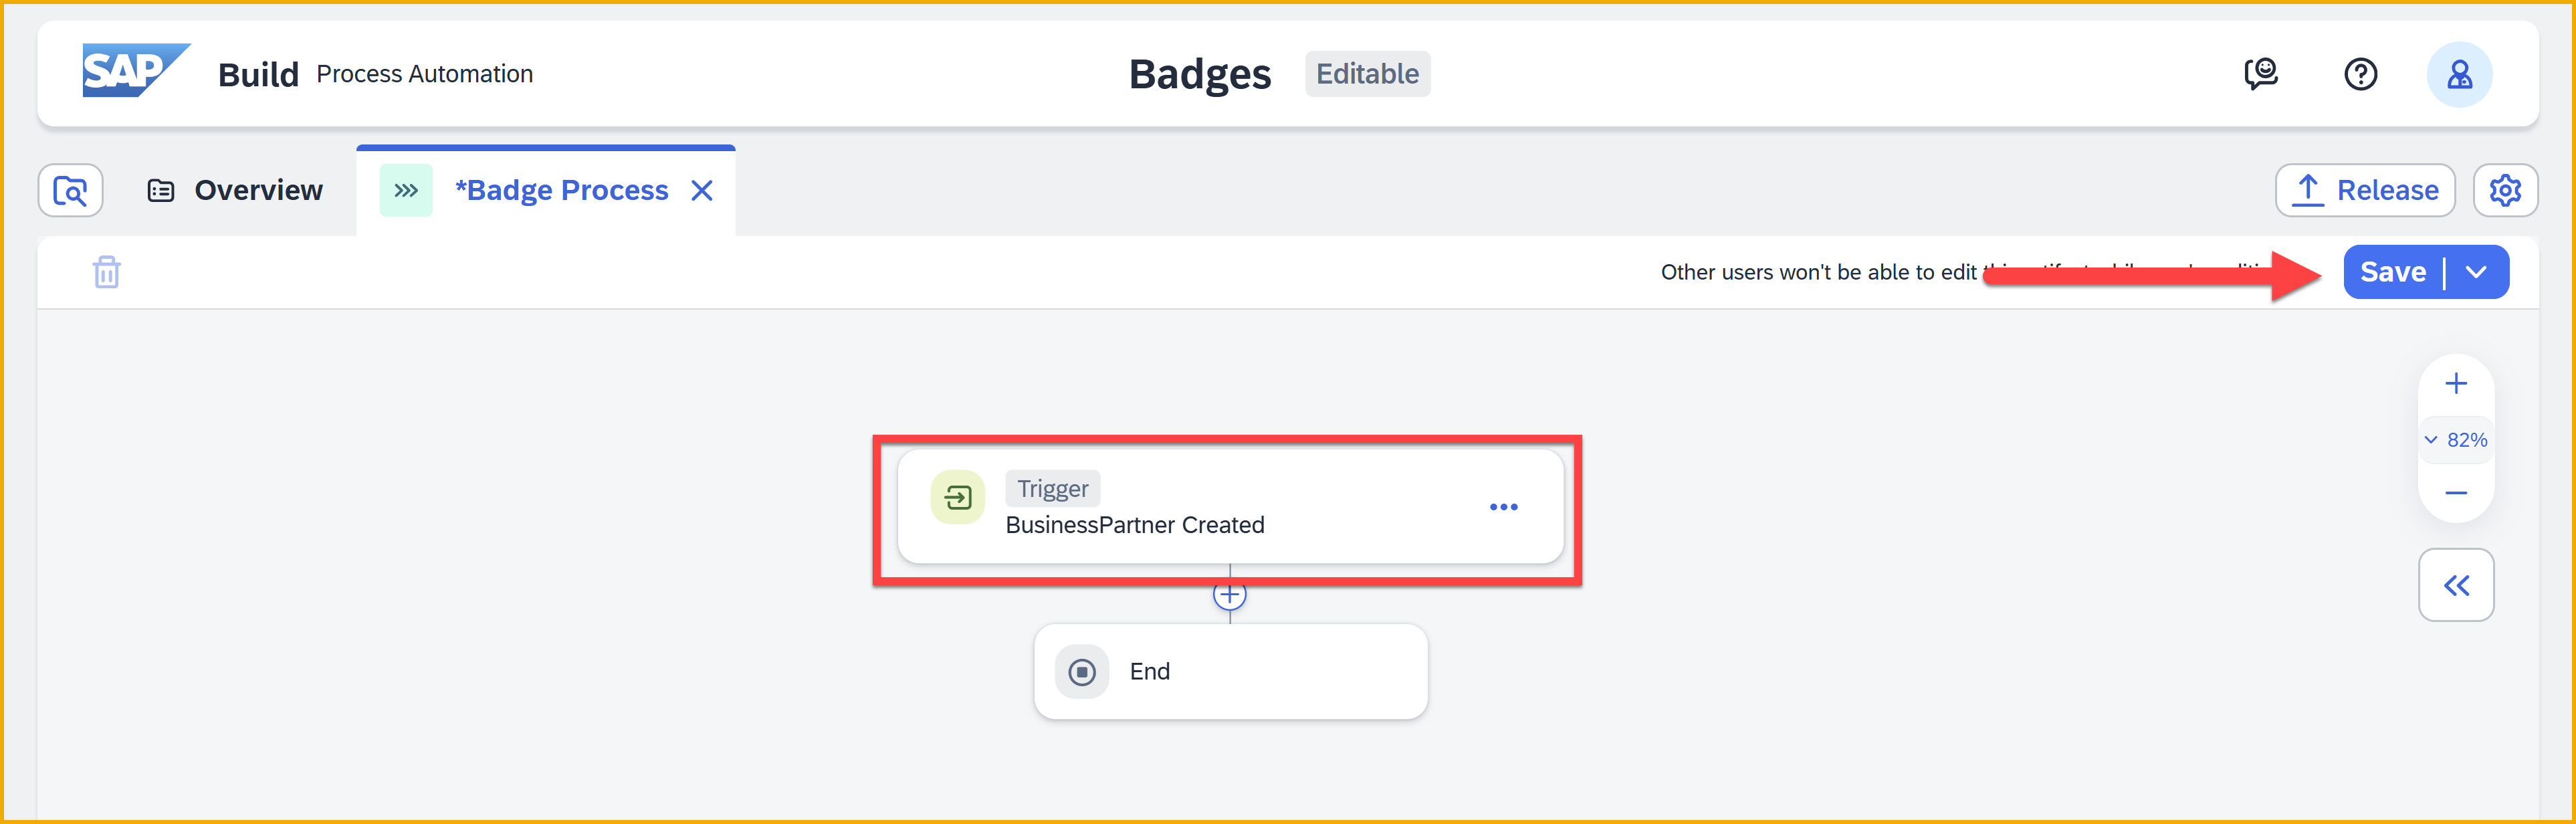 SAP Build Process Automation
Badges Editable
Overview
*Badge Process
Release
Other users won't be able to edit
Save
82%
Trigger
BusinessPartner Created
End